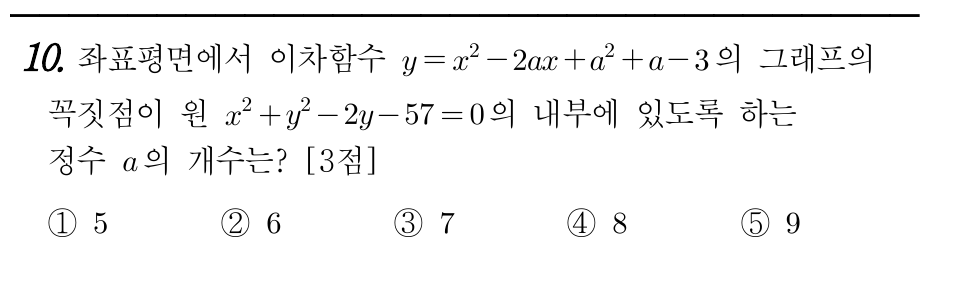 10. 좌표평면에서 이차함수 y=x²-2ax+a²+a-3의 그래프의
꼭짓점이 원 x²+y²-2y-57=0의 내부에 있도록 하는
정수 a의 개수는? [3점]
① 5 ② 6 ③ 7 ④ 8 ⑤ 9